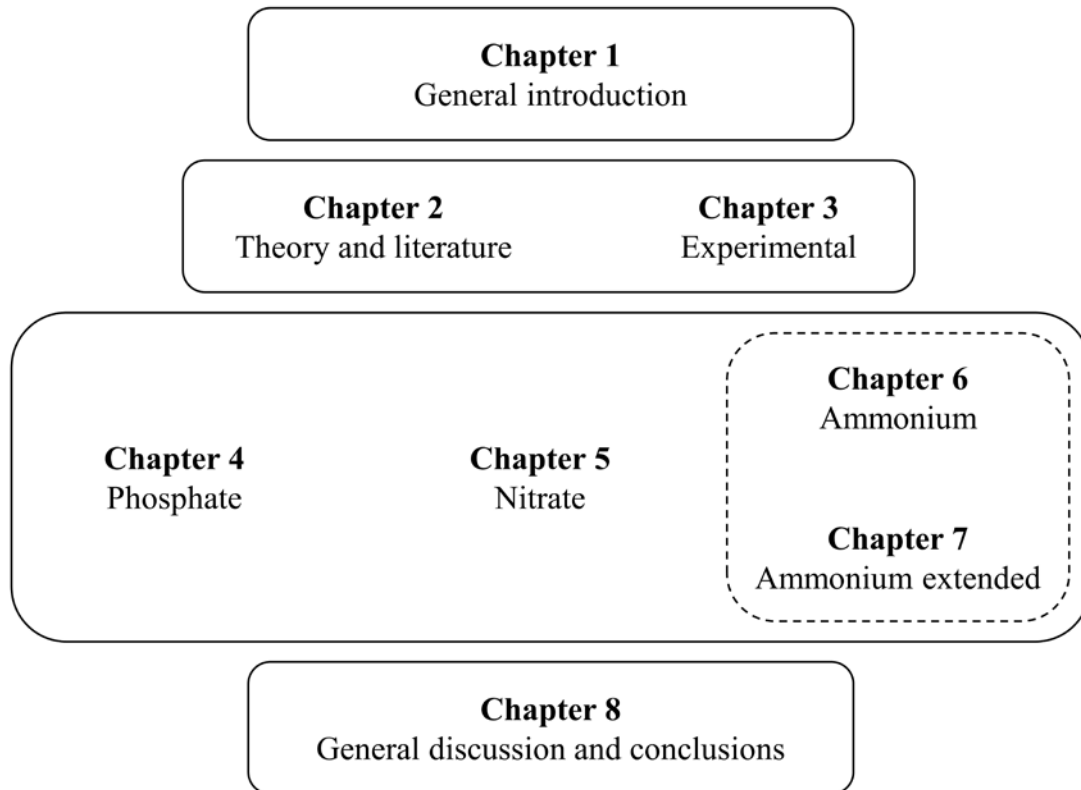 Chapter 1
General introduction
Chapter 2
Theory and literature
Chapter 3
Experimental
Chapter 4
Phosphate
Chapter 5
Nitrate
Chapter 6
Ammonium
Chapter 7
Ammonium extended
Chapter 8
General discussion and conclusions